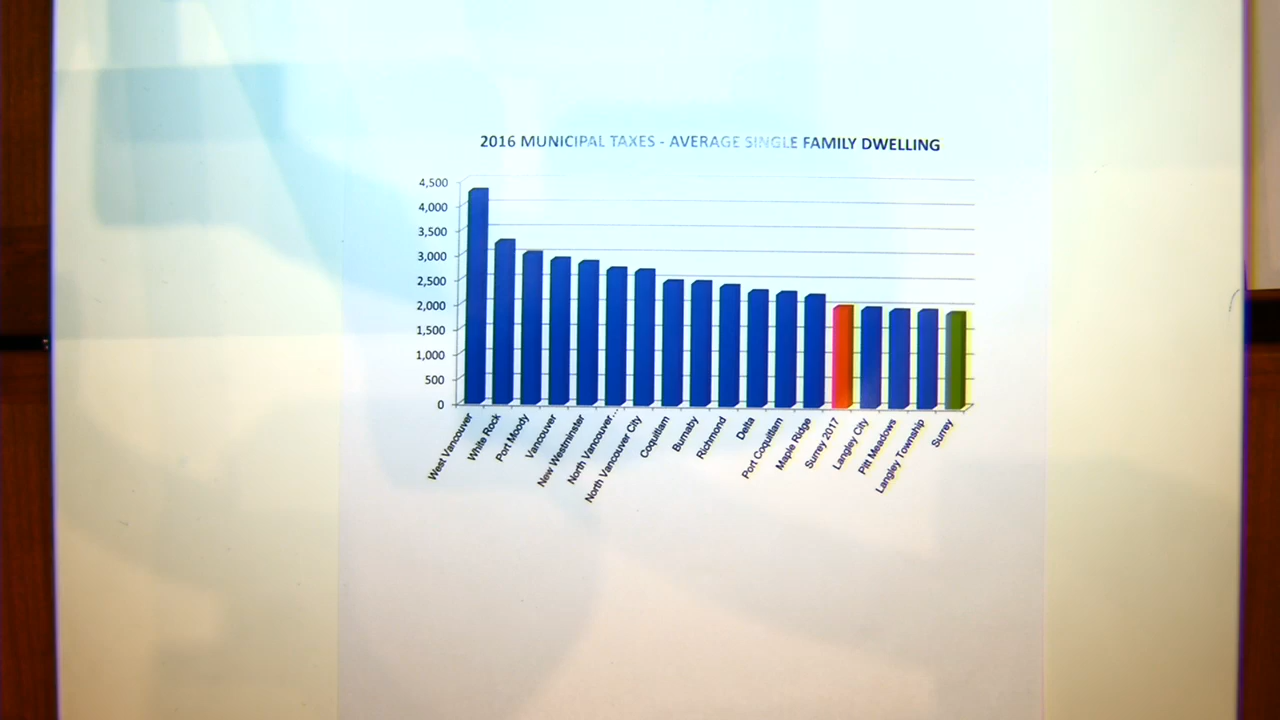 2016 MUNICIPAL TAXES - AVERAGE SINGLE FAMILY DWELLING
4,500
4,000
3,500
3,000
2,500
2,000
1,500
1,000
500
0
West Vancouver
White Rock
Port Moody
Vancouver
New Westminster
North Vancouver...
North Vancouver City
Coquitlam
Burnaby
Richmond
Delta
Port Coquitlam
Maple Ridge
Surrey 2017
Langley City
Pitt Meadows
Langley Township
Surrey